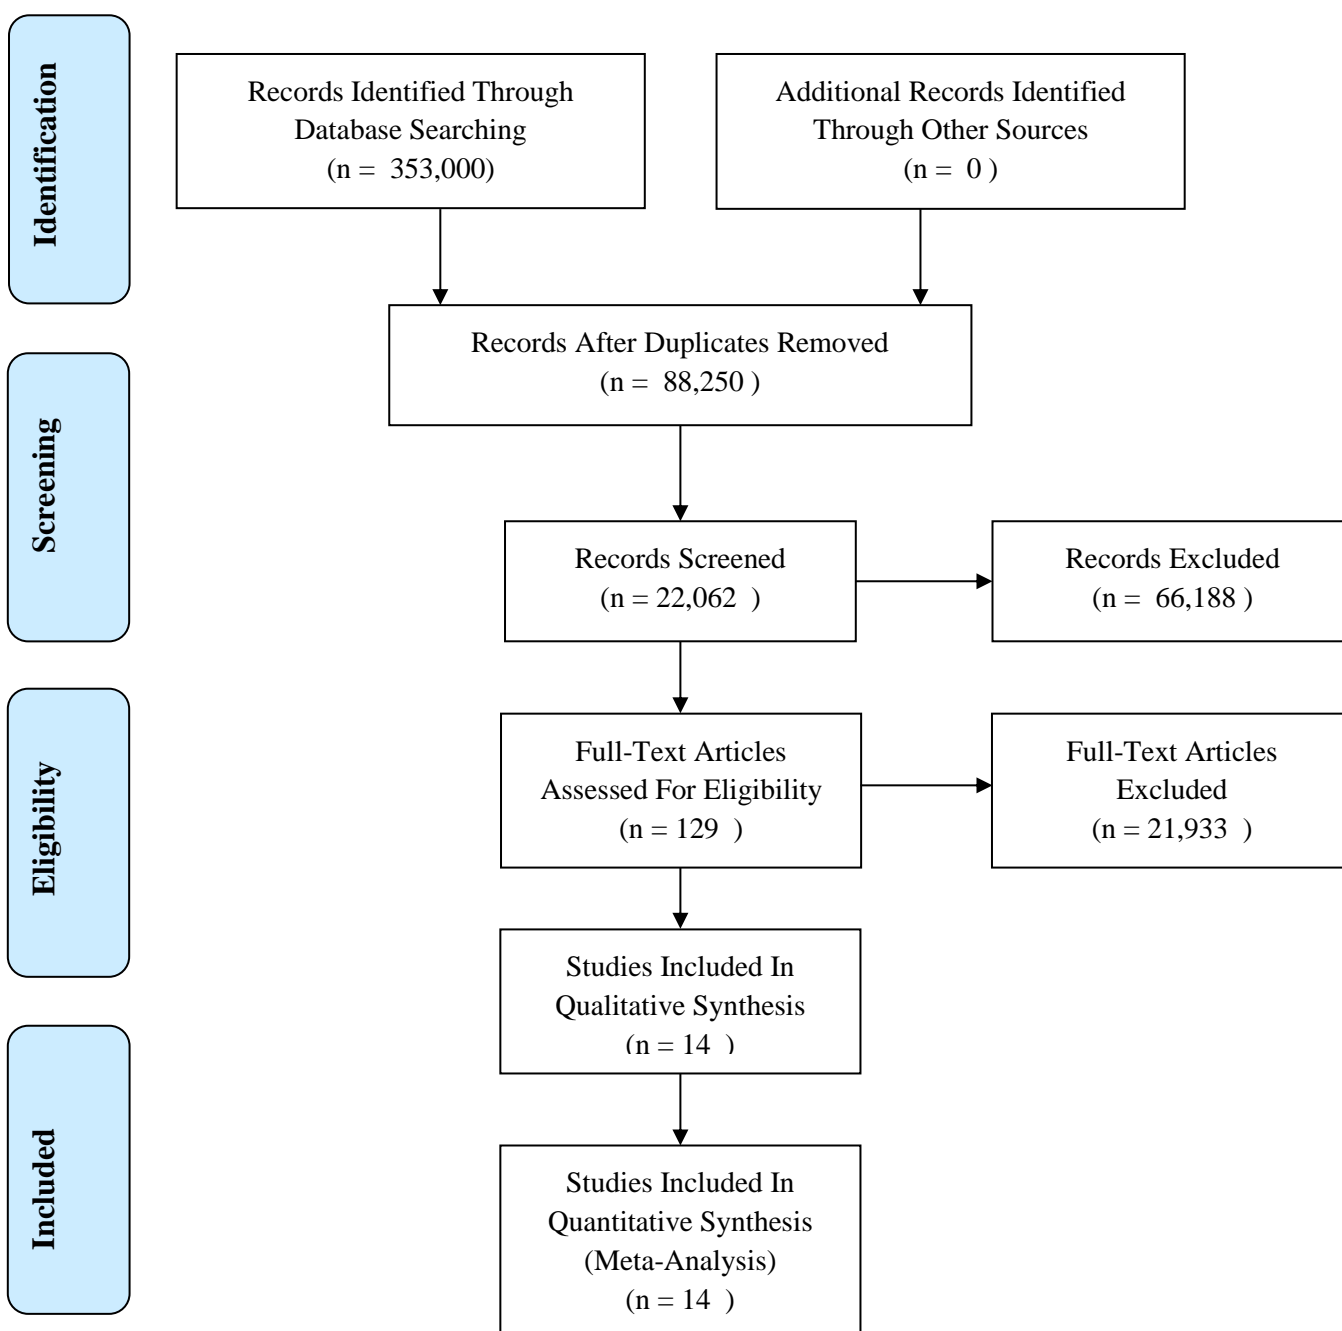 Identification
Records Identified Through
Database Searching
(n =  353,000)
Additional Records Identified
Through Other Sources
(n =  0 )
Records After Duplicates Removed
(n =  88,250 )
Screening
Records Screened
(n = 22,062  )
Records Excluded
(n =  66,188 )
Eligibility
Full-Text Articles
Assessed For Eligibility
(n = 129  )
Full-Text Articles
Excluded
(n = 21,933  )
Studies Included In
Qualitative Synthesis
(n = 14  )
Included
Studies Included In
Quantitative Synthesis
(Meta-Analysis)
(n = 14  )